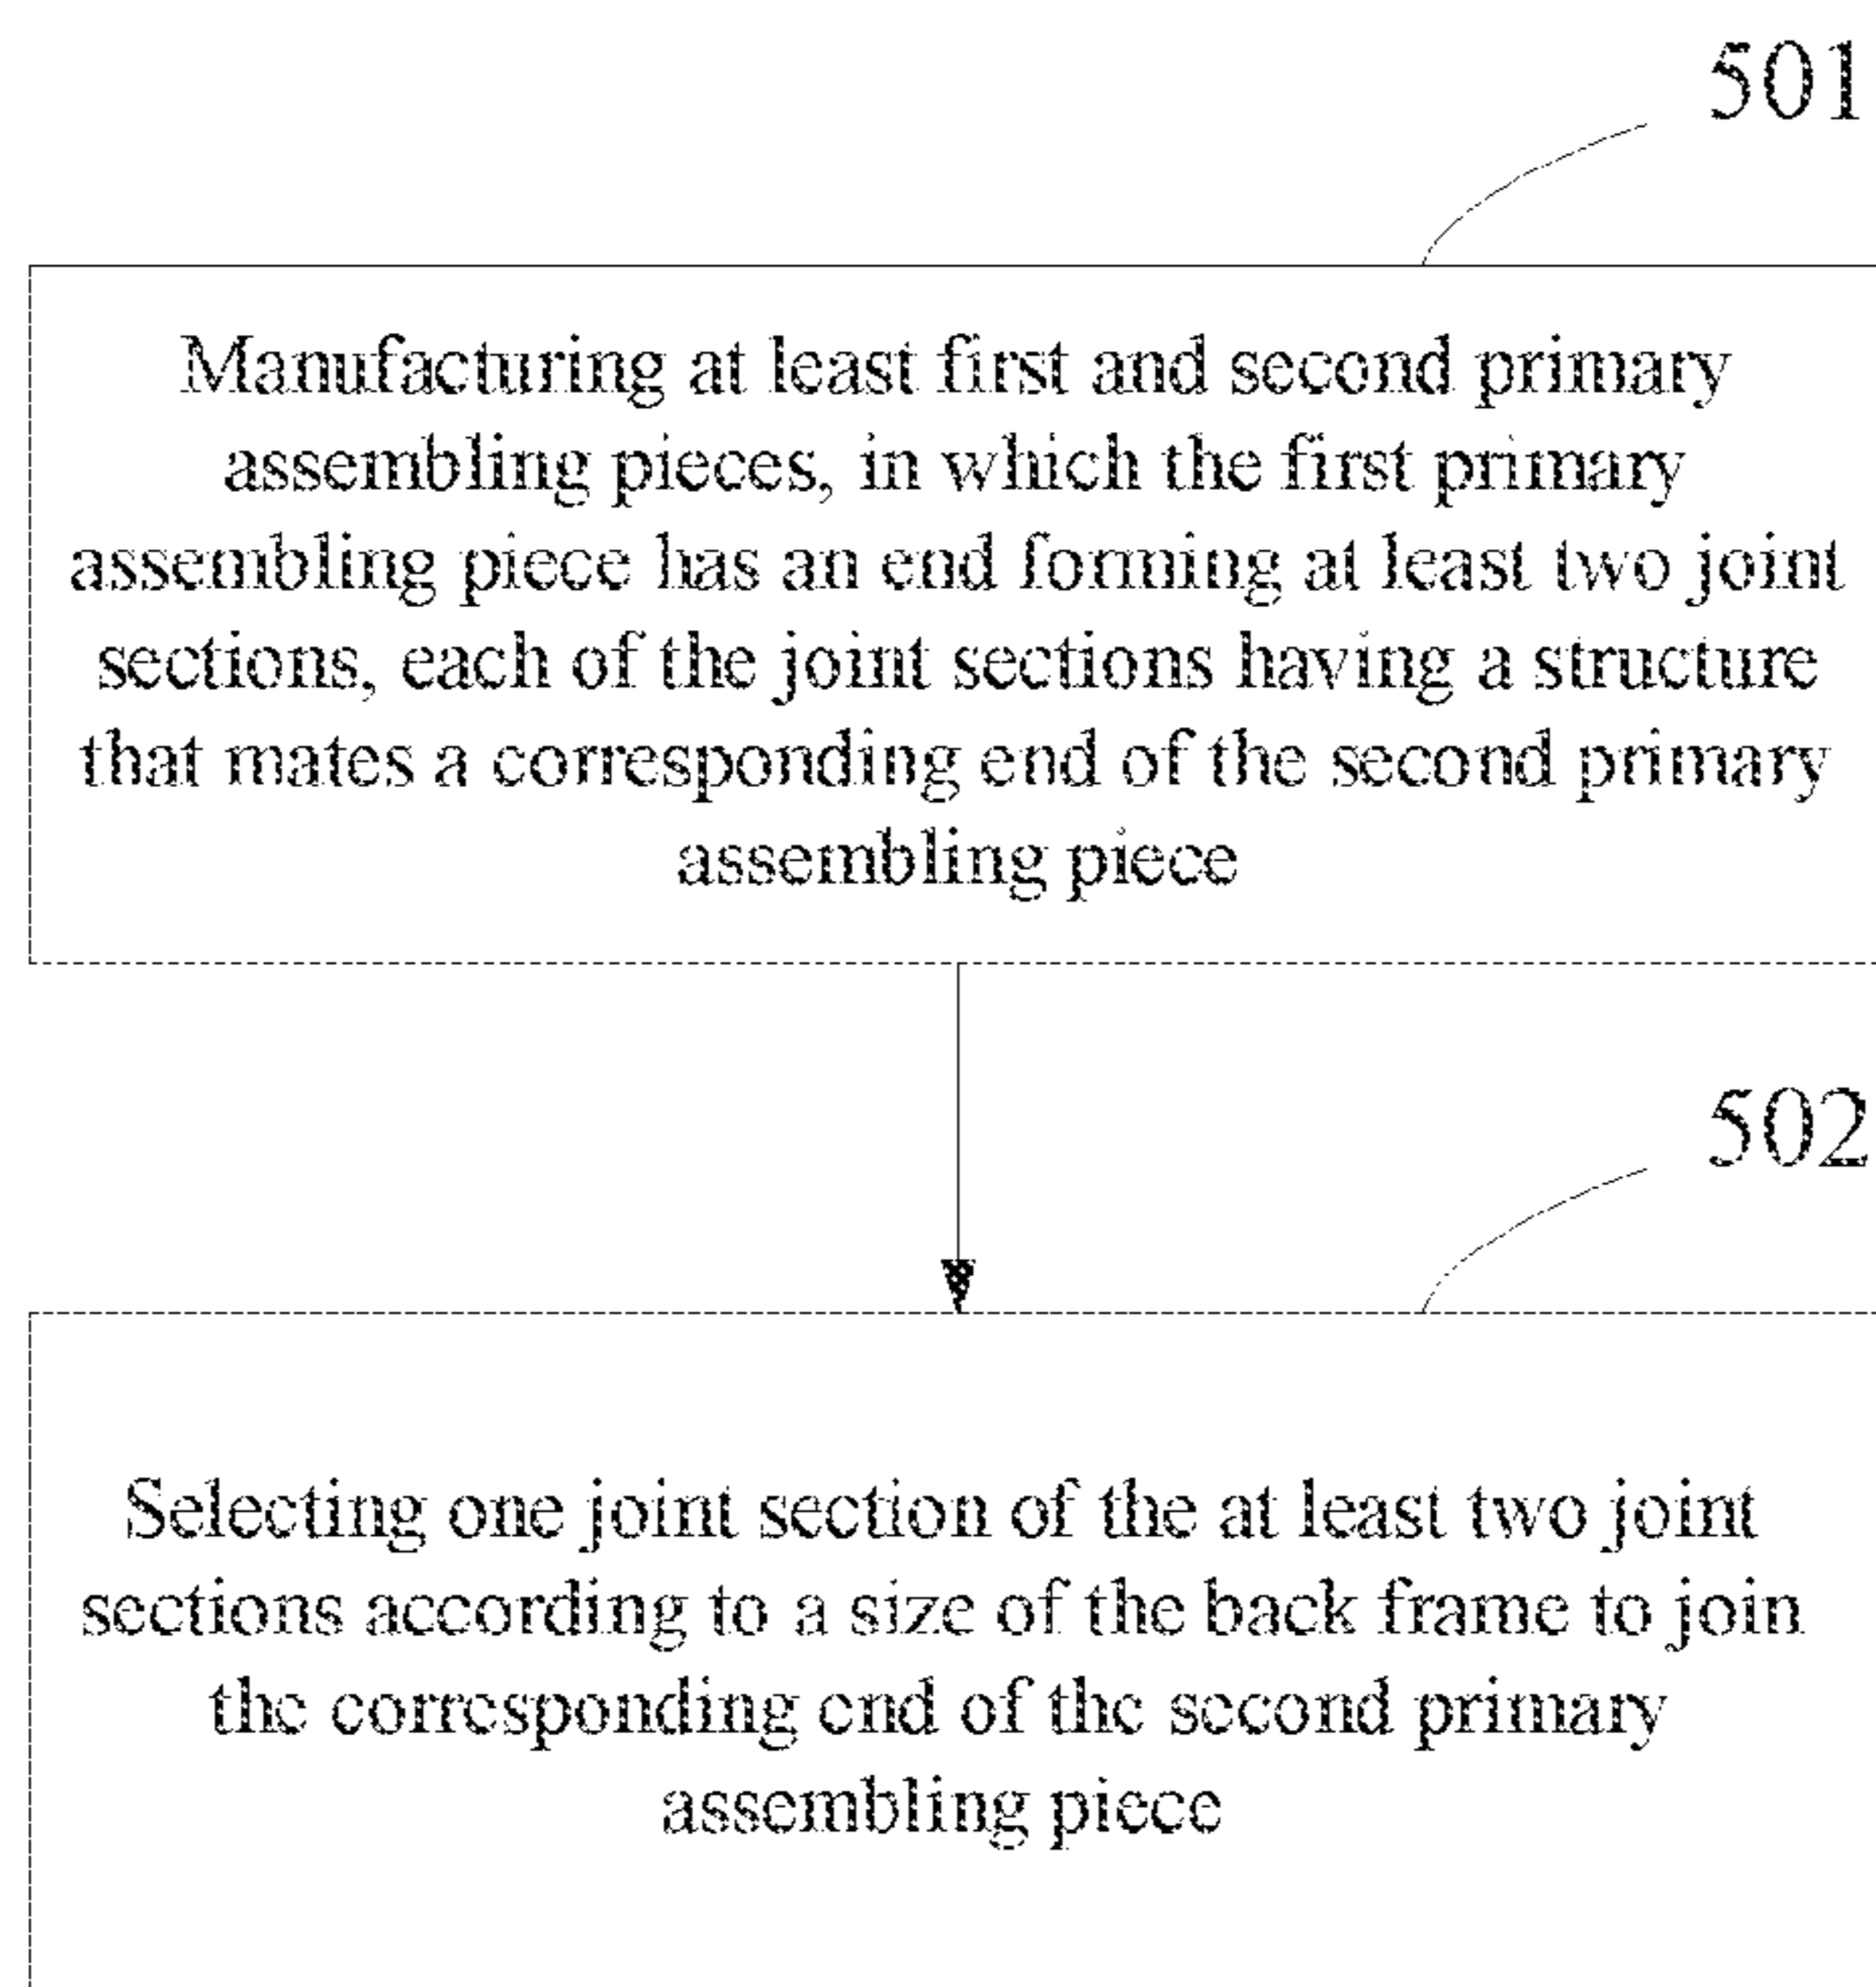 501
Manufacturing at least first and second primary
assembling pieces, in which the first primary
assembling piece has an end forming at least two joint
sections, each of the joint sections having a structure
that mates a corresponding end of the second primary
assembling piece
502
Selecting one joint section of the at least two joint
sections according to a size of the back frame to join
the corresponding end of the second primary
assembling piece